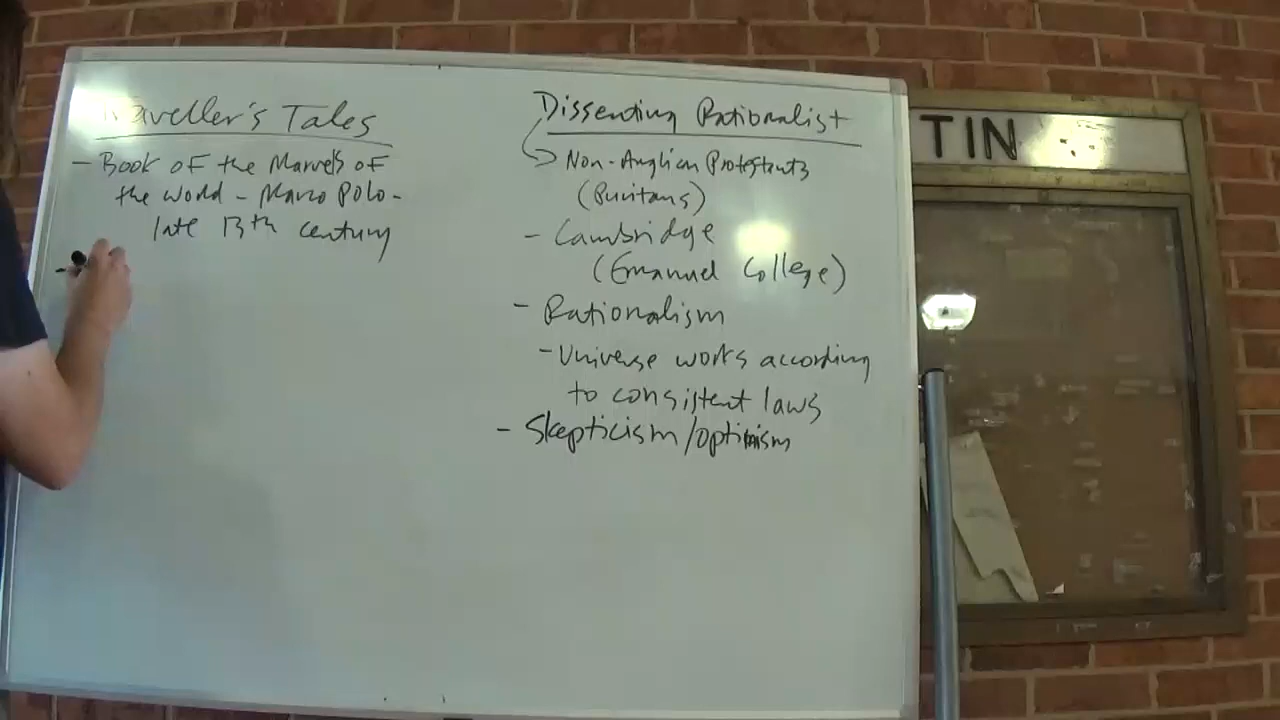 Traveller's Tales
- Book of the Marvels of
the World - Marco Polo -
late 13th century
Dissenting Rationalist
Non-Anglican Protestants
(Puritans)
- Cambridge
(Emanuel College)
- Rationalism
- Universe works according
to consistent laws
- Skepticism/optimism
TIN